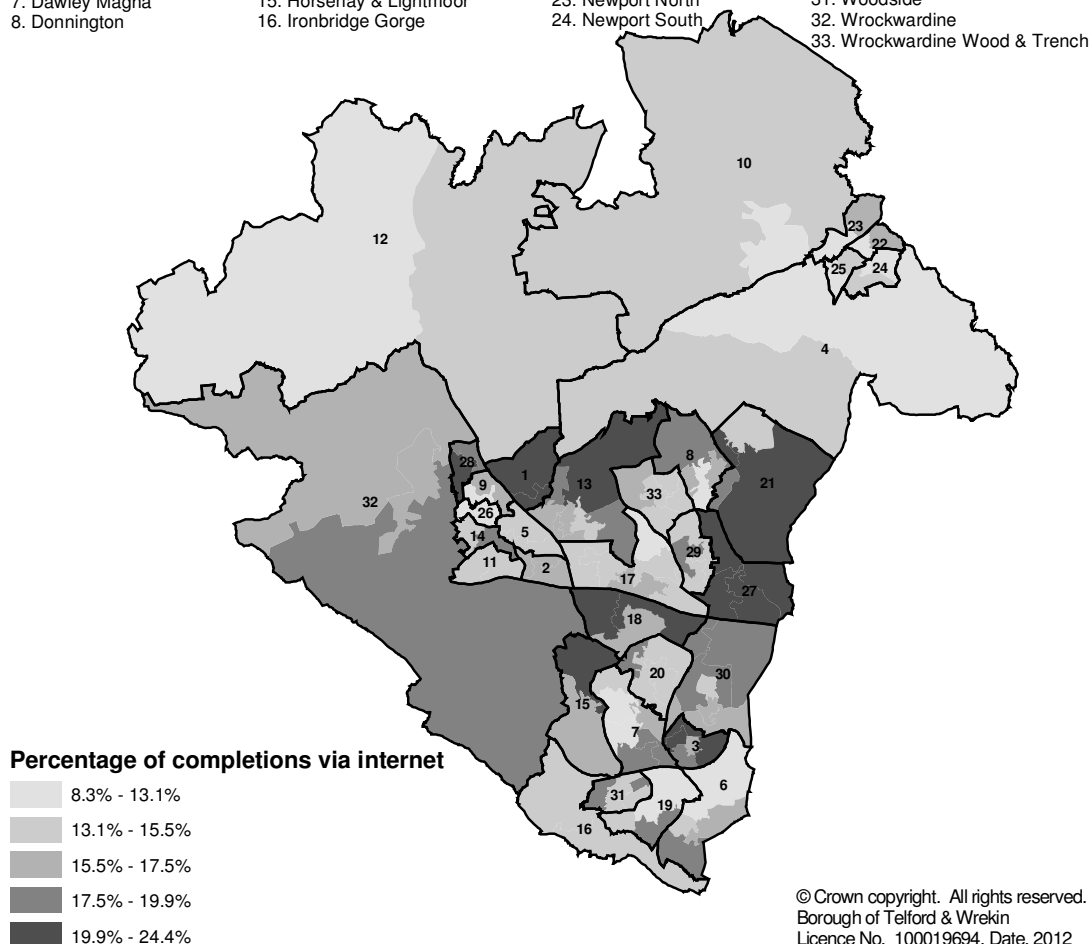 7. Dawley Magna
8. Donnington
15. Horsehay & Lightmoor
16. Ironbridge Gorge
23. Newport North
24. Newport South
31. Woodside
32. Wrockwardine
33. Wrockwardine Wood & Trench
10
12
23
22
25
24
4
28
1
9
13
8
21
33
32
26
5
14
29
11
2
17
27
18
20
30
15
7
3
6
31
19
16
Percentage of completions via internet
8.3% - 13.1%
13.1% - 15.5%
15.5% - 17.5%
17.5% - 19.9%
19.9% - 24.4%
© Crown copyright. All rights reserved.
Borough of Telford & Wrekin
Licence No. 100019694. Date. 2012